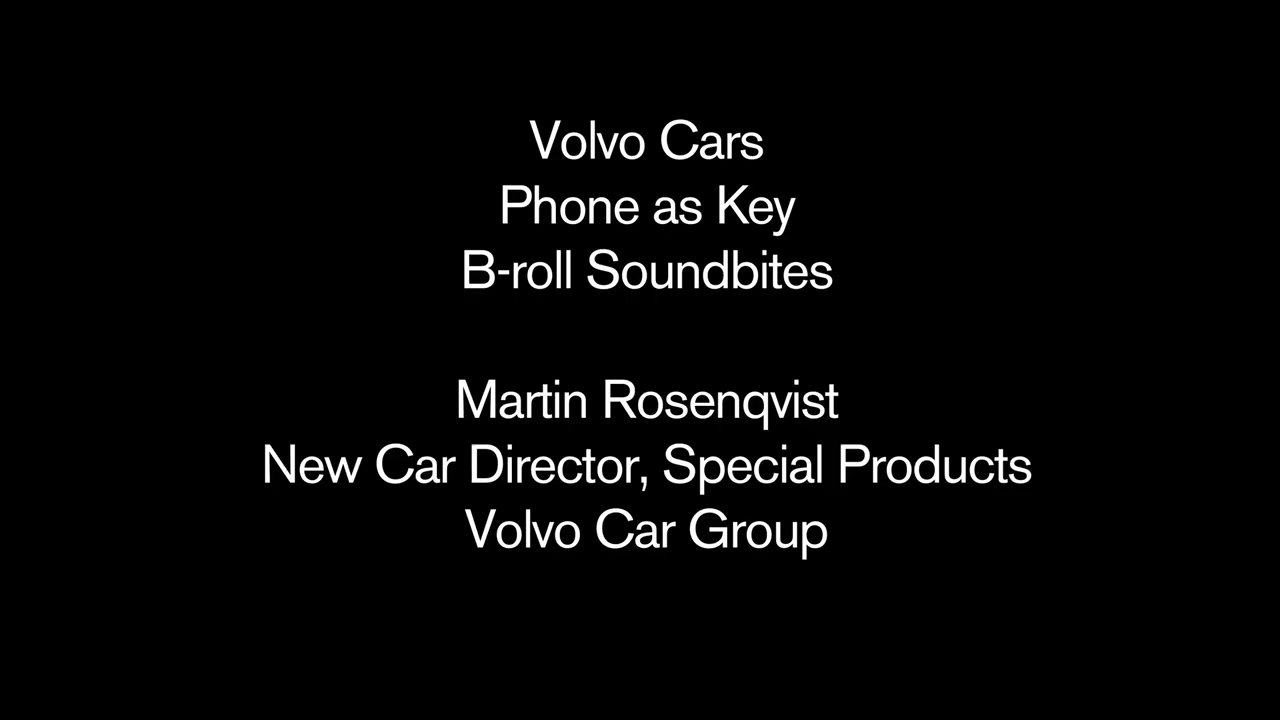 Volvo Cars
Phone as Key
B-roll Soundbites
Martin Rosenqvist
New Car Director, Special Products
Volvo Car Group